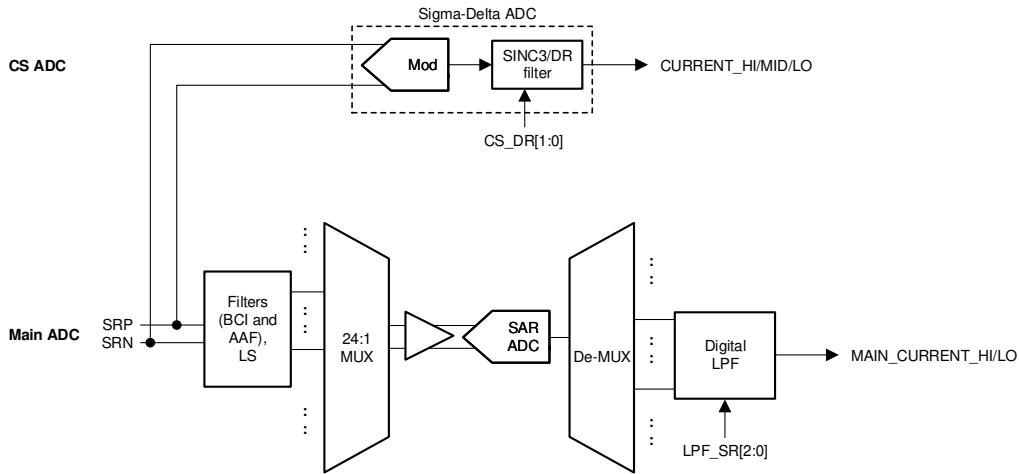 Sigma-Delta ADC
CS ADC
Mod
SINC3/DR
filter
CURRENT_HI/MID/LO
CS_DR[1:0]
Main ADC
SRP
SRN
Filters
(BCI and
AAF),
LS
24:1
MUX
SAR
ADC
De-MUX
Digital
LPF
MAIN_CURRENT_HI/LO
LPF_SR[2:0]